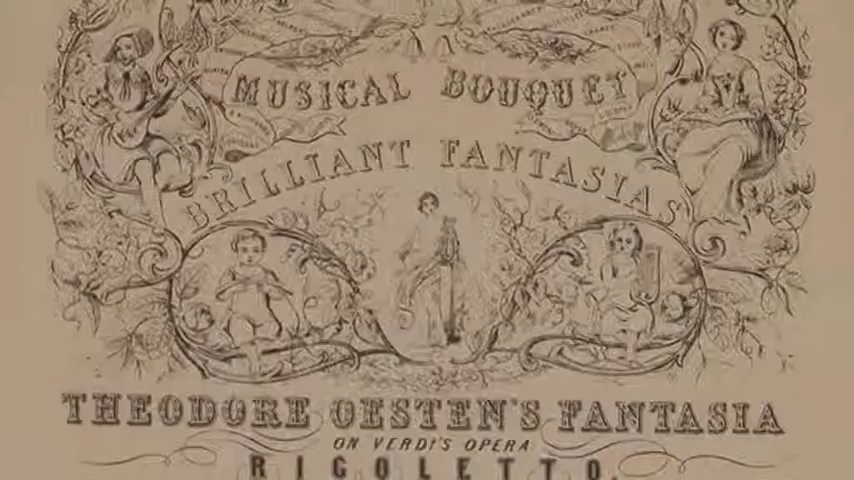 MUSICAL BOUQUET
BRILLIANT FANTASIAS
THEODORE OESTEN'S FANTASIA
ON VERDI'S OPERA
RIGOLETTO.